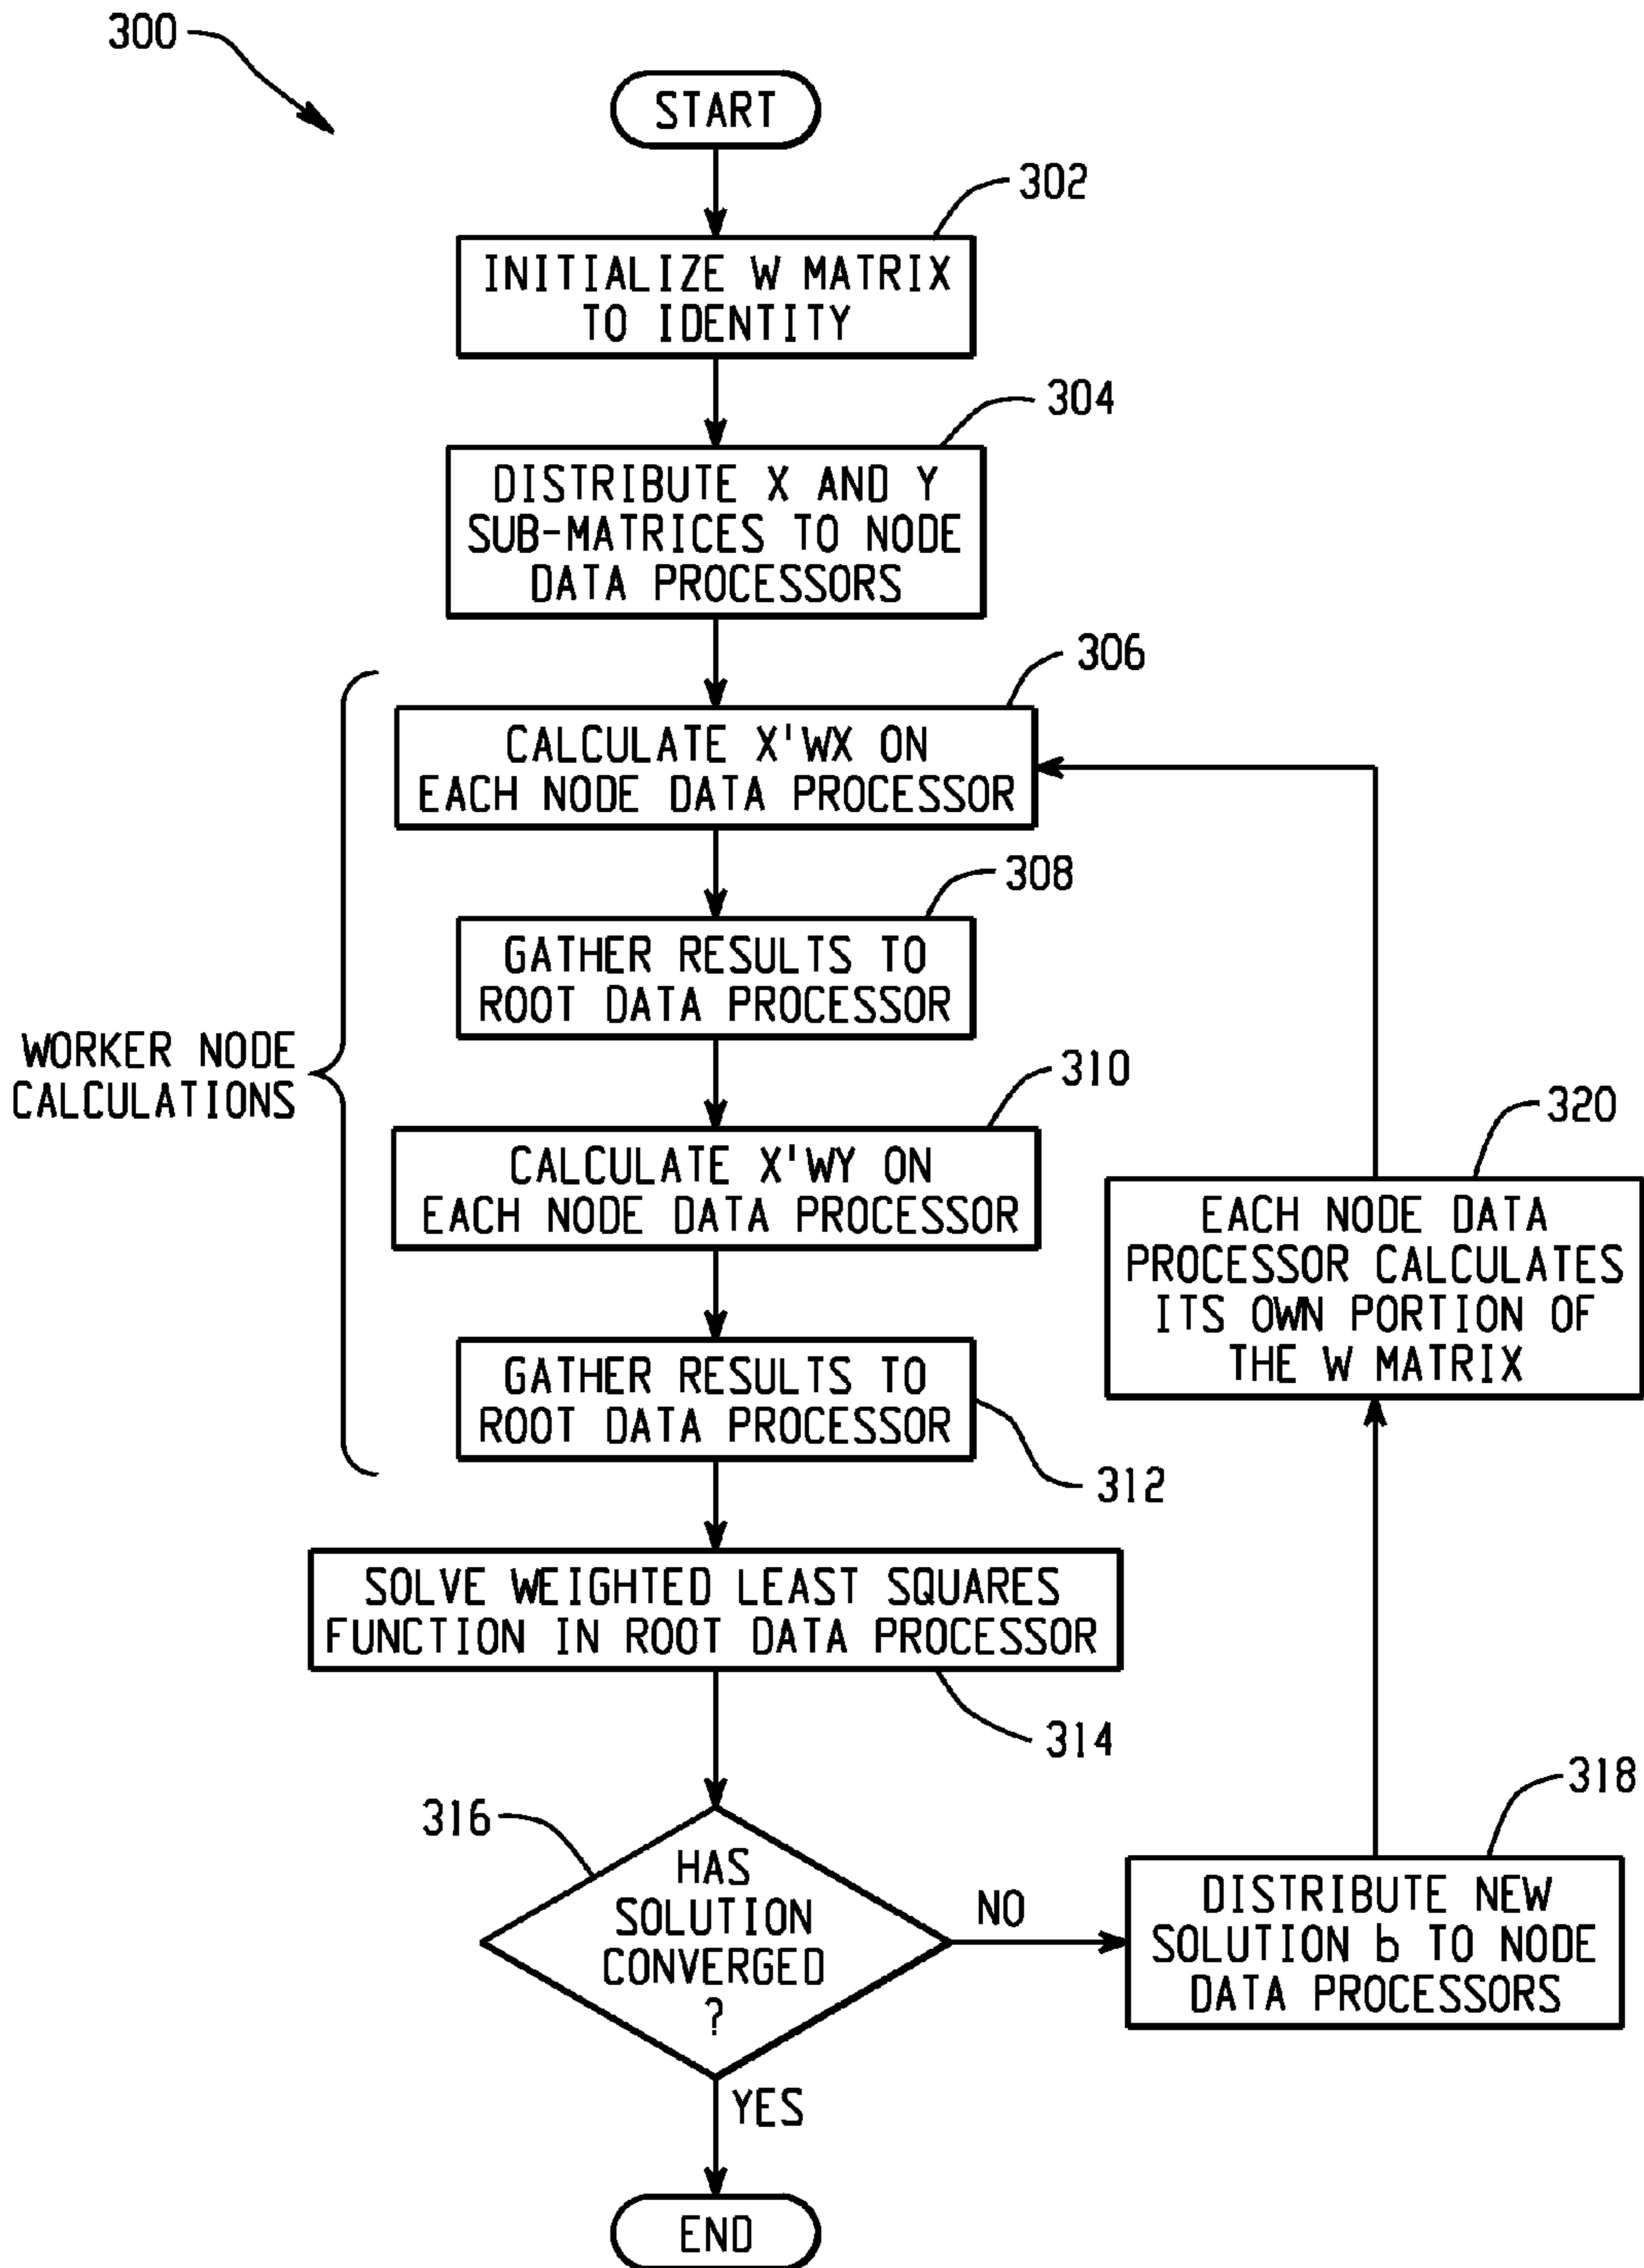 300
START
302
INITIALIZE W MATRIX
TO IDENTITY
304
DISTRIBUTE X AND Y
SUB-MATRICES TO NODE
DATA PROCESSORS
306
CALCULATE X'WX ON
EACH NODE DATA PROCESSOR
308
GATHER RESULTS TO
ROOT DATA PROCESSOR
WORKER NODE
CALCULATIONS
310
CALCULATE X'WY ON
EACH NODE DATA PROCESSOR
320
EACH NODE DATA
PROCESSOR CALCULATES
ITS OWN PORTION OF
THE W MATRIX
GATHER RESULTS TO
ROOT DATA PROCESSOR
312
SOLVE WEIGHTED LEAST SQUARES
FUNCTION IN ROOT DATA PROCESSOR
314
316
HAS
SOLUTION
CONVERGED
?
NO
318
DISTRIBUTE NEW
SOLUTION b TO NODE
DATA PROCESSORS
YES
END